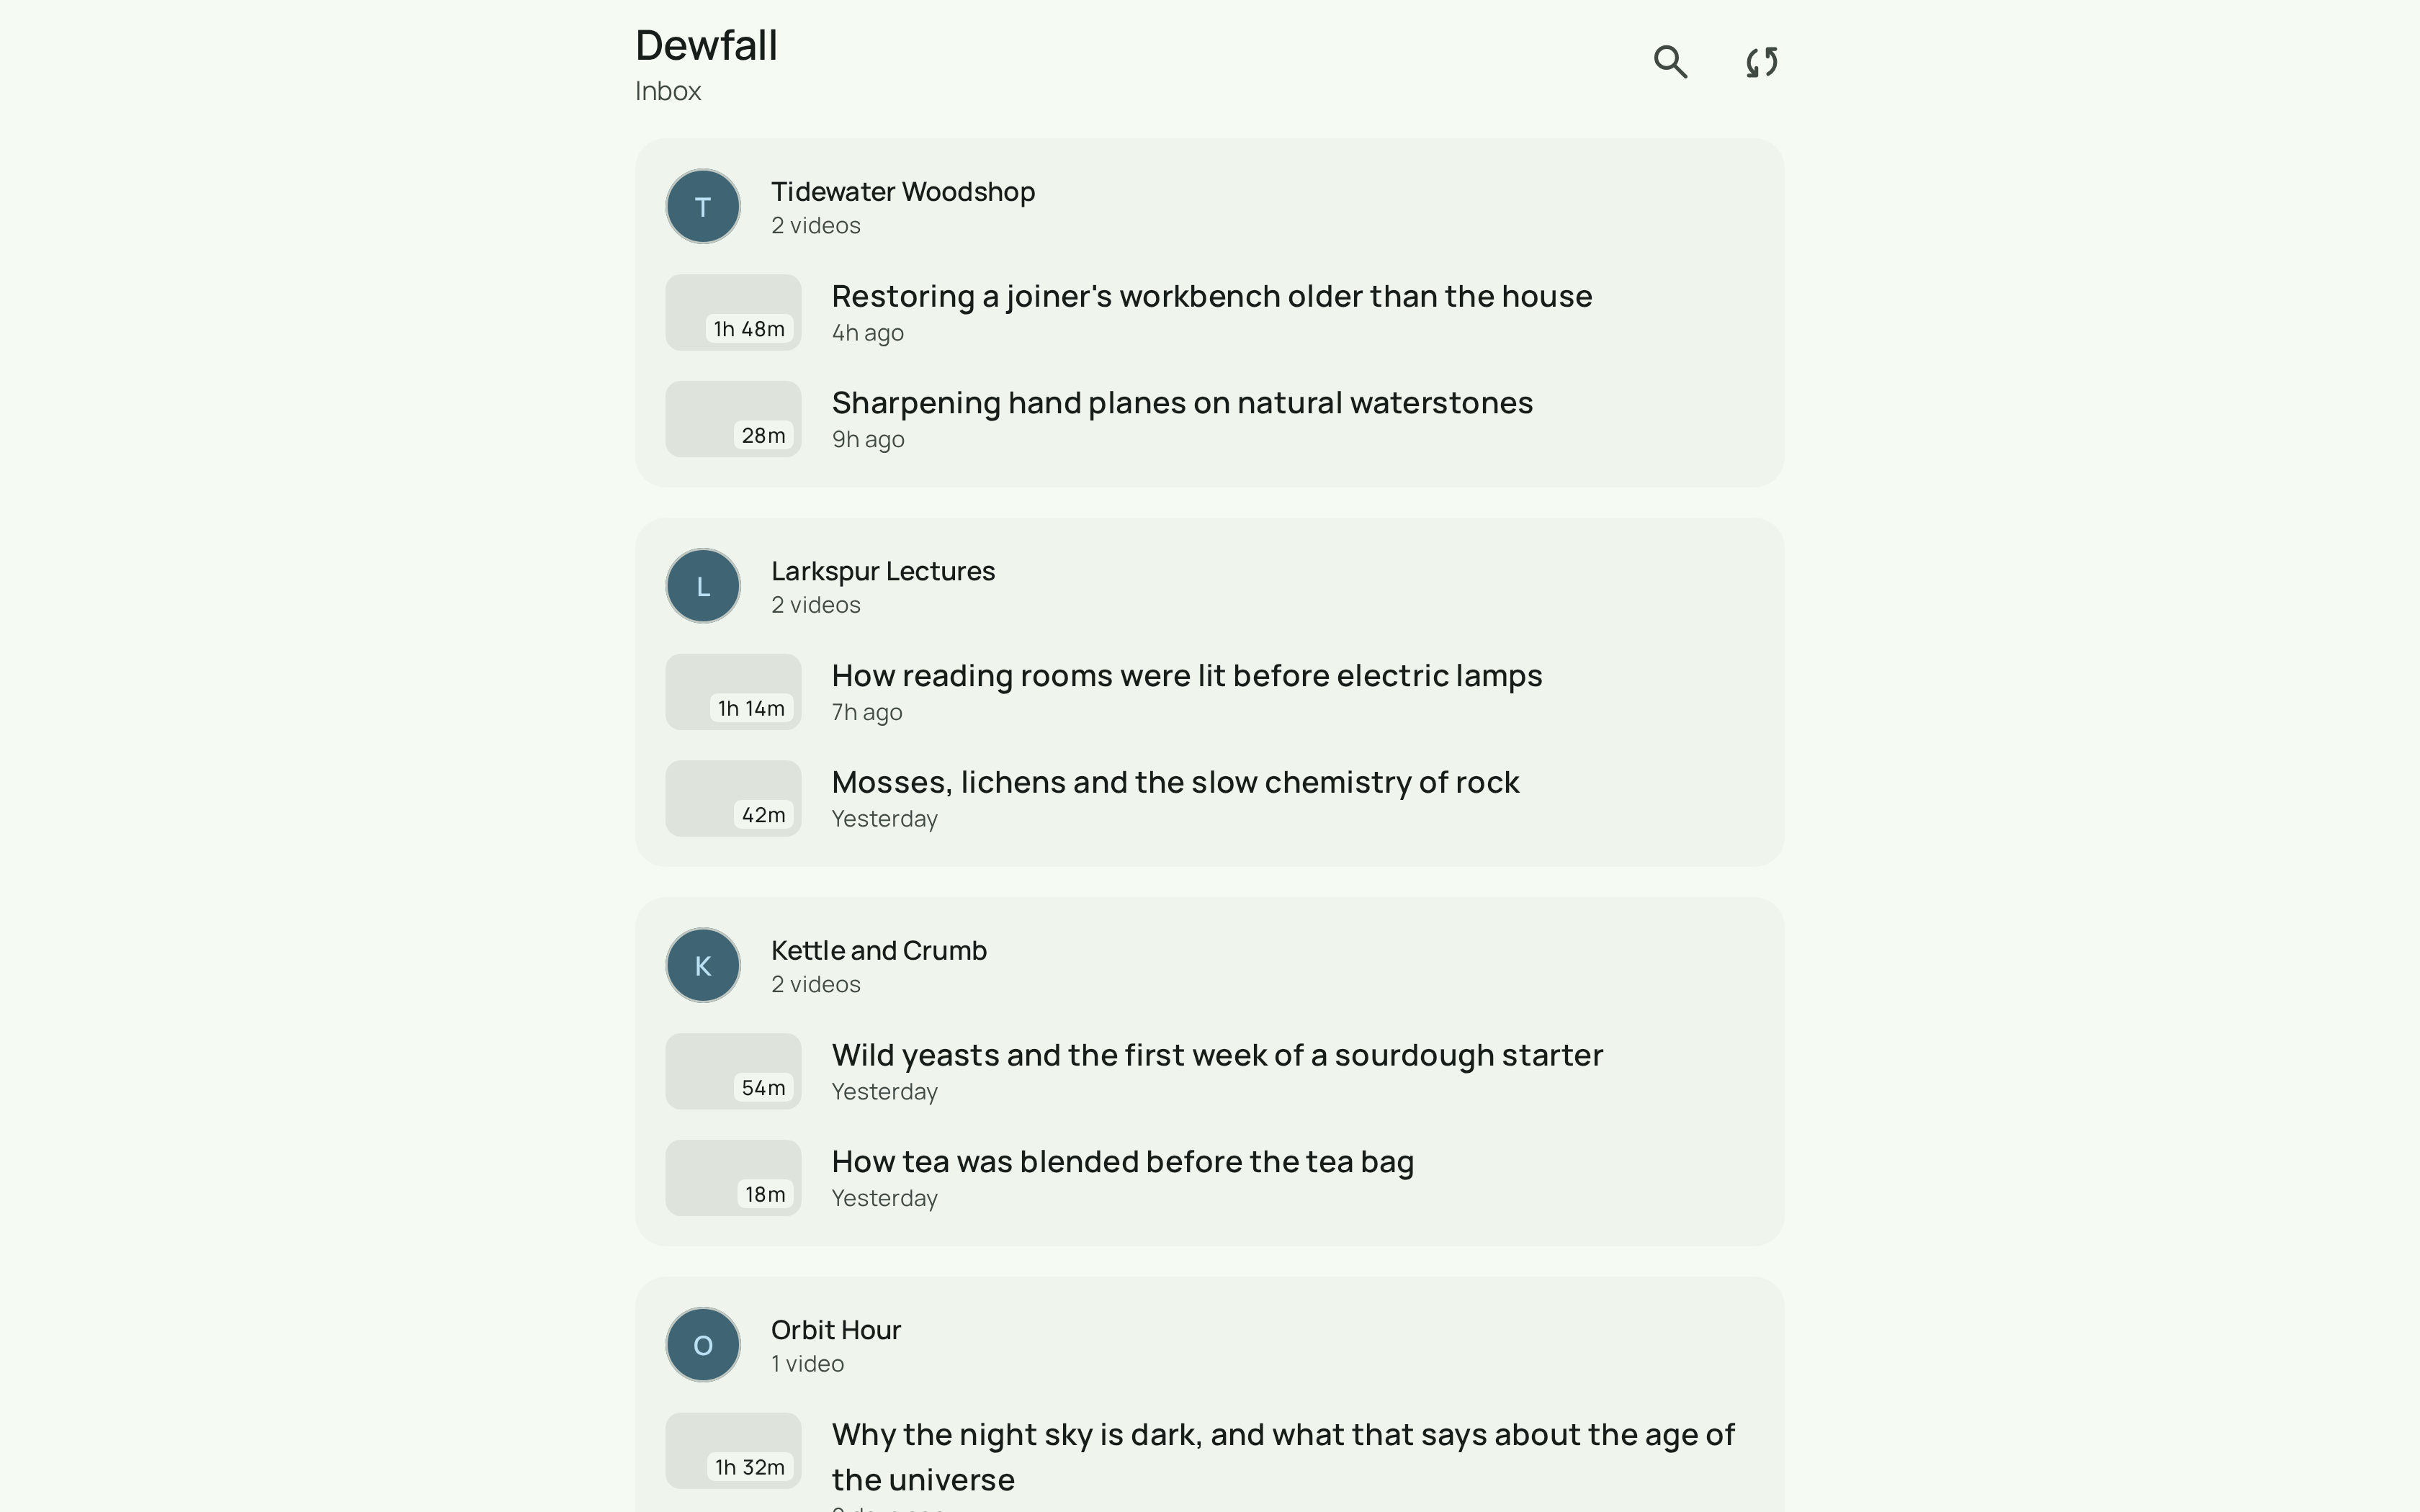 Dewfall
Inbox
T
Tidewater Woodshop
2 videos
1h 48m
Restoring a joiner's workbench older than the house
4h ago
28m
Sharpening hand planes on natural waterstones
9h ago
L
Larkspur Lectures
2 videos
1h 14m
How reading rooms were lit before electric lamps
7h ago
42m
Mosses, lichens and the slow chemistry of rock
Yesterday
K
Kettle and Crumb
2 videos
54m
Wild yeasts and the first week of a sourdough starter
Yesterday
18m
How tea was blended before the tea bag
Yesterday
O
Orbit Hour
1 video
1h 32m
Why the night sky is dark, and what that says about the age of
the universe